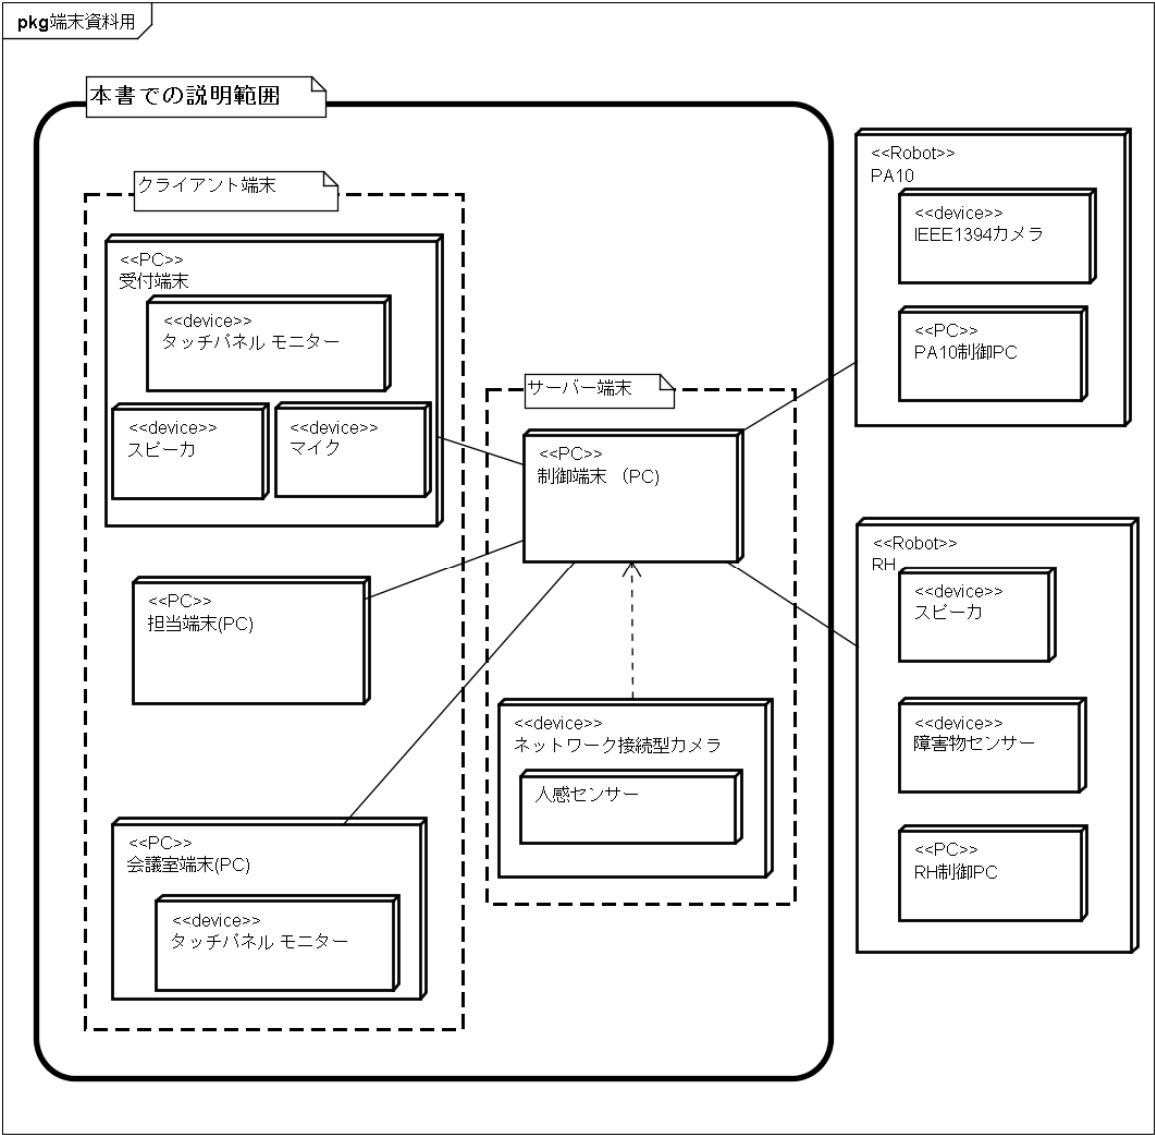 pkg端末資料用
本書での説明範囲
クライアント端末
<<PC>>
受付端末
<<device>>
タッチパネル モニター
<<device>>
スピーカ
<<device>>
マイク
<<PC>>
担当端末(PC)
<<PC>>
会議室端末(PC)
<<device>>
タッチパネル モニター
サーバー端末
<<PC>>
制御端末 (PC)
<<device>>
ネットワーク接続型カメラ
人感センサー
<<Robot>>
PA10
<<device>>
IEEE1394カメラ
<<PC>>
PA10制御PC
<<Robot>>
RH
<<device>>
スピーカ
<<device>>
障害物センサー
<<PC>>
RH制御PC